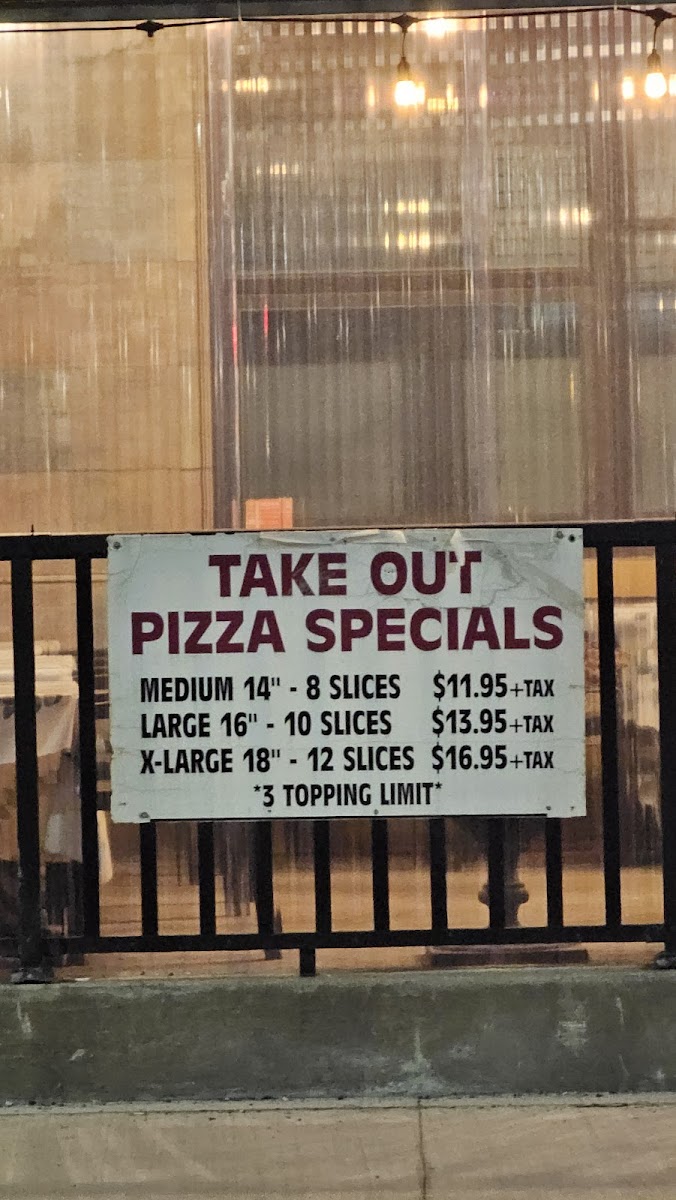 TAKE OUT
PIZZA SPECIALS
MEDIUM 14" - 8 SLICES $11.95+TAX
LARGE 16" - 10 SLICES $13.95+TAX
X-LARGE 18" - 12 SLICES $16.95+TAX
*3 TOPPING LIMIT*